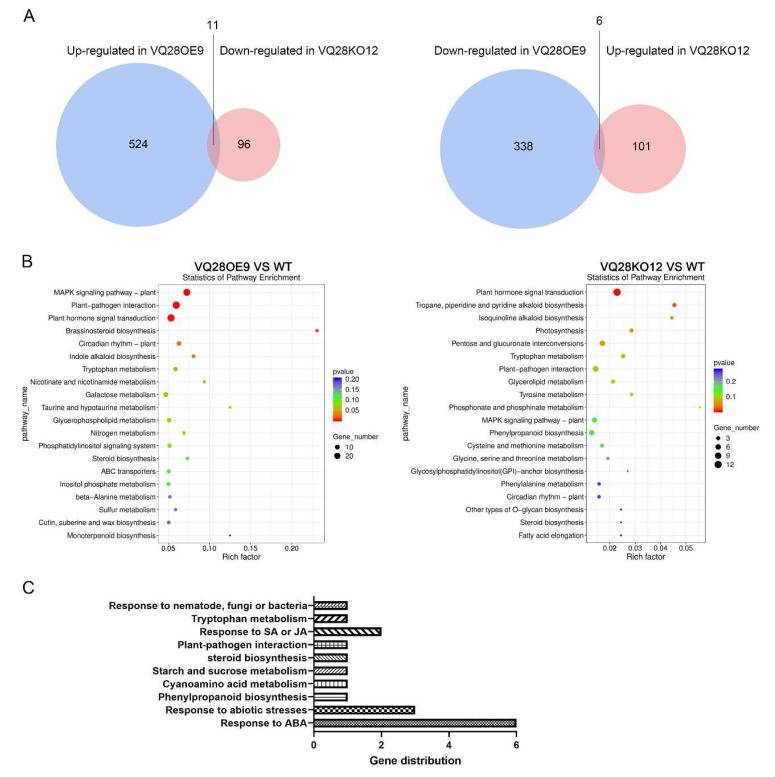 A
11
Up-regulated in VQ28OE9
Down-regulated in VQ28KO12
524
96
6
Down-regulated in VQ28OE9
Up-regulated in VQ28KO12
338
101
B
VQ28OE9 VS WT
Statistics of Pathway Enrichment
pathway_name
MAPK signaling pathway − plant
Plant−pathogen interaction
Plant hormone signal transduction
Brassinosteroid biosynthesis
Circadian rhythm − plant
Indole alkaloid biosynthesis
Tryptophan metabolism
Nicotinate and nicotinamide metabolism
Galactose metabolism
Taurine and hypotaurine metabolism
Glycerophospholipid metabolism
Nitrogen metabolism
Phosphatidylinositol signaling system
Steroid biosynthesis
ABC transporters
Inositol phosphate metabolism
beta−Alanine metabolism
Sulfur metabolism
Cutin, suberine and wax biosynthesis
Monoterpenoid biosynthesis
0.05 0.10 0.15 0.20
Rich factor
pvalue
0.20
0.15
0.10
0.05
Gene_number
10
20
VQ28KO12 VS WT
Statistics of Pathway Enrichment
pathway_name
Plant hormone signal transduction
Tropane, piperidine and pyridine alkaloid biosynthesis
Isoquinoline alkaloid biosynthesis
Photosynthesis
Pentose and glucuronate interconversions
Tryptophan metabolism
Plant−pathogen interaction
Glycerolipid metabolism
Tyrosine metabolism
Phosphonate and phosphinate metabolism
MAPK signaling pathway − plant
Phenylpropanoid biosynthesis
Cysteine and methionine metabolism
Glycine, serine and threonine metabolism
Glycosylphosphatidylinositol(GPI)−anchor biosynthesis
Phenylalanine metabolism
Circadian rhythm − plant
Other types of O−glycan biosynthesis
Steroid biosynthesis
Fatty acid elongation
0.02 0.03 0.04 0.05
Rich factor
pvalue
0.2
0.1
Gene_number
3
6
9
12
C
Response to nematode, fungi or bacteria
Tryptophan metabolism
Response to SA or JA
Plant-pathogen interaction
steroid biosynthesis
Starch and sucrose metabolism
Cyanoamino acid metabolism
Phenylpropanoid biosynthesis
Response to abiotic stresses
Response to ABA
0 2 4 6
Gene distribution